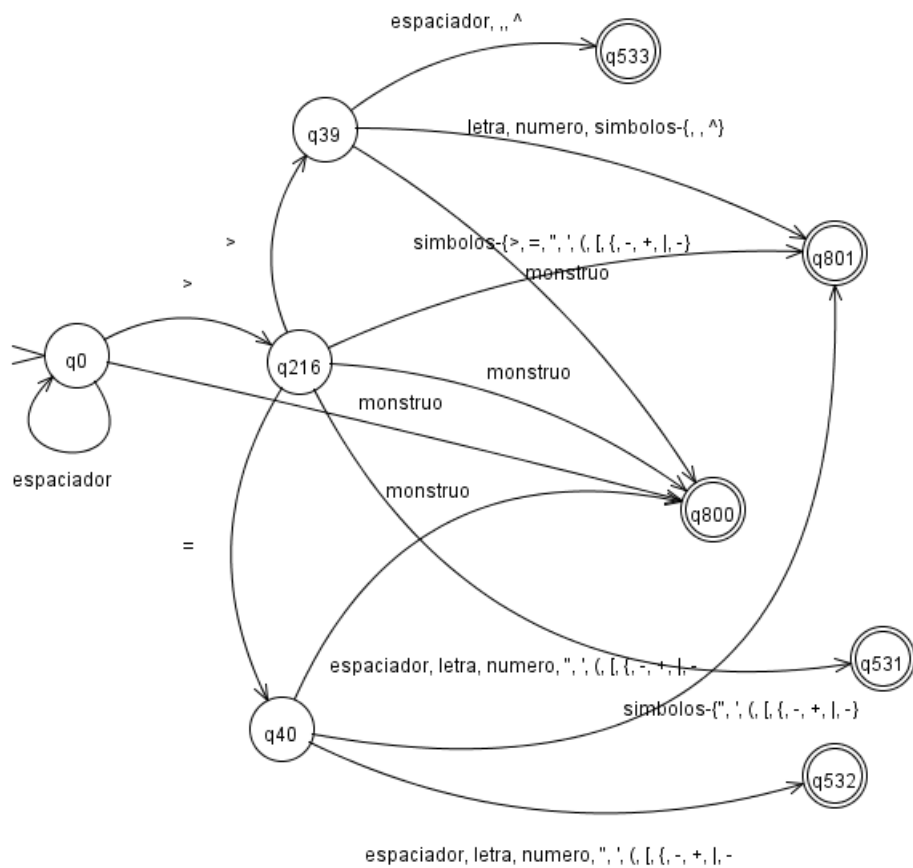 espaciador, ,, ^
q533
q39
letra, numero, simbolos-{, , ^}
>
simbolos-{>, =, ", ', (, [, {, -, +, |, -}
q801
monstruo
>
q0
q216
monstruo
monstruo
espaciador
monstruo
q800
=
espaciador, letra, numero, ", ', (, [, {, -, +, |, -
q531
simbolos-{", ', (, [, {, -, +, |, -}
q40
q532
espaciador, letra, numero, ", ', (, [, {, -, +, |, -